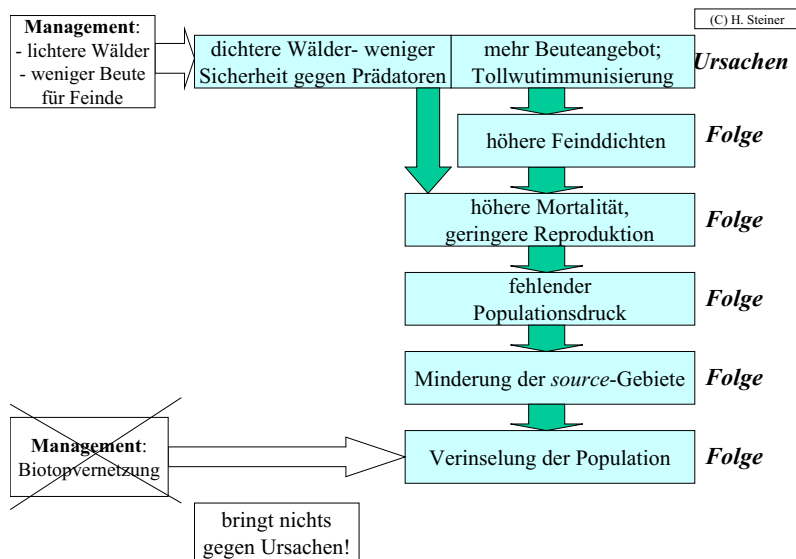 (C) H. Steiner
Management:
- lichtere Wälder
- weniger Beute
für Feinde
dichtere Wälder- weniger
Sicherheit gegen Prädatoren
mehr Beuteangebot;
Tollwutimmunisierung
Ursachen
höhere Feinddichten
Folge
höhere Mortalität,
geringere Reproduktion
Folge
fehlender
Populationsdruck
Folge
Minderung der source-Gebiete
Folge
Management:
Biotopvernetzung
Verinselung der Population
Folge
bringt nichts
gegen Ursachen!